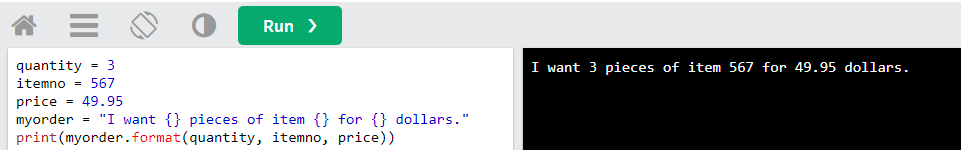 Run ❯
quantity = 3
itemno = 567
price = 49.95
myorder = "I want {} pieces of item {} for {} dollars."
print(myorder.format(quantity, itemno, price))
I want 3 pieces of item 567 for 49.95 dollars.